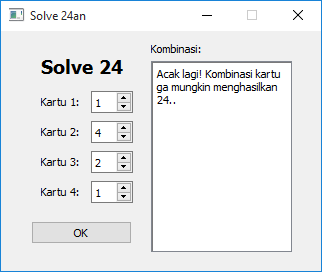 Solve 24an
Kombinasi:
Solve 24
Kartu 1: 1
Kartu 2: 4
Kartu 3: 2
Kartu 4: 1
OK
Acak lagi! Kombinasi kartu
ga mungkin menghasilkan
24..